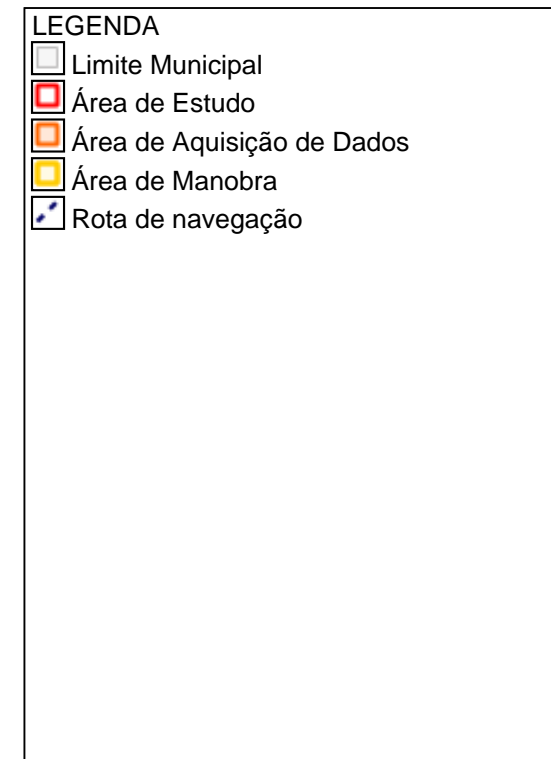 LEGENDA
Limite Municipal
Área de Estudo
Área de Aquisição de Dados
Área de Manobra
Rota de navegação